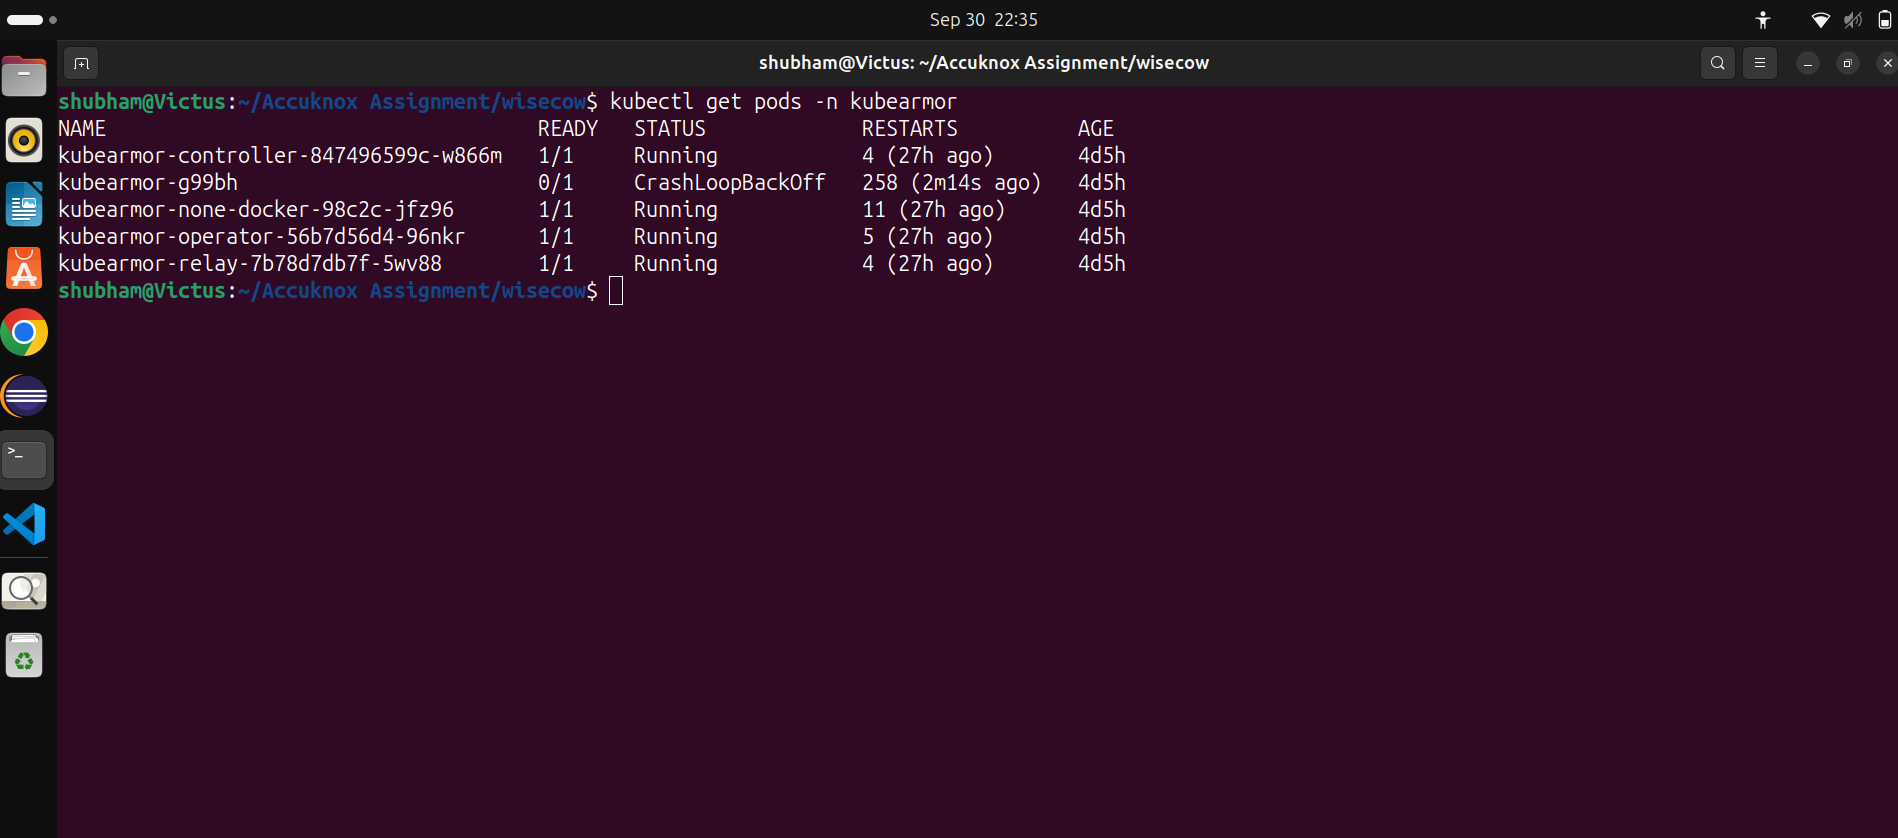 Sep 30 22:35
shubham@Victus: ~/Accuknox Assignment/wisecow
shubham@Victus:~/Accuknox Assignment/wisecow$ kubectl get pods -n kubearmor
NAME READY STATUS RESTARTS AGE
kubearmor-controller-847496599c-w866m 1/1 Running 4 (27h ago) 4d5h
kubearmor-g99bh 0/1 CrashLoopBackOff 258 (2m14s ago) 4d5h
kubearmor-none-docker-98c2c-jfz96 1/1 Running 11 (27h ago) 4d5h
kubearmor-operator-56b7d56d4-96nkr 1/1 Running 5 (27h ago) 4d5h
kubearmor-relay-7b78d7db7f-5wv88 1/1 Running 4 (27h ago) 4d5h
shubham@Victus:~/Accuknox Assignment/wisecow$